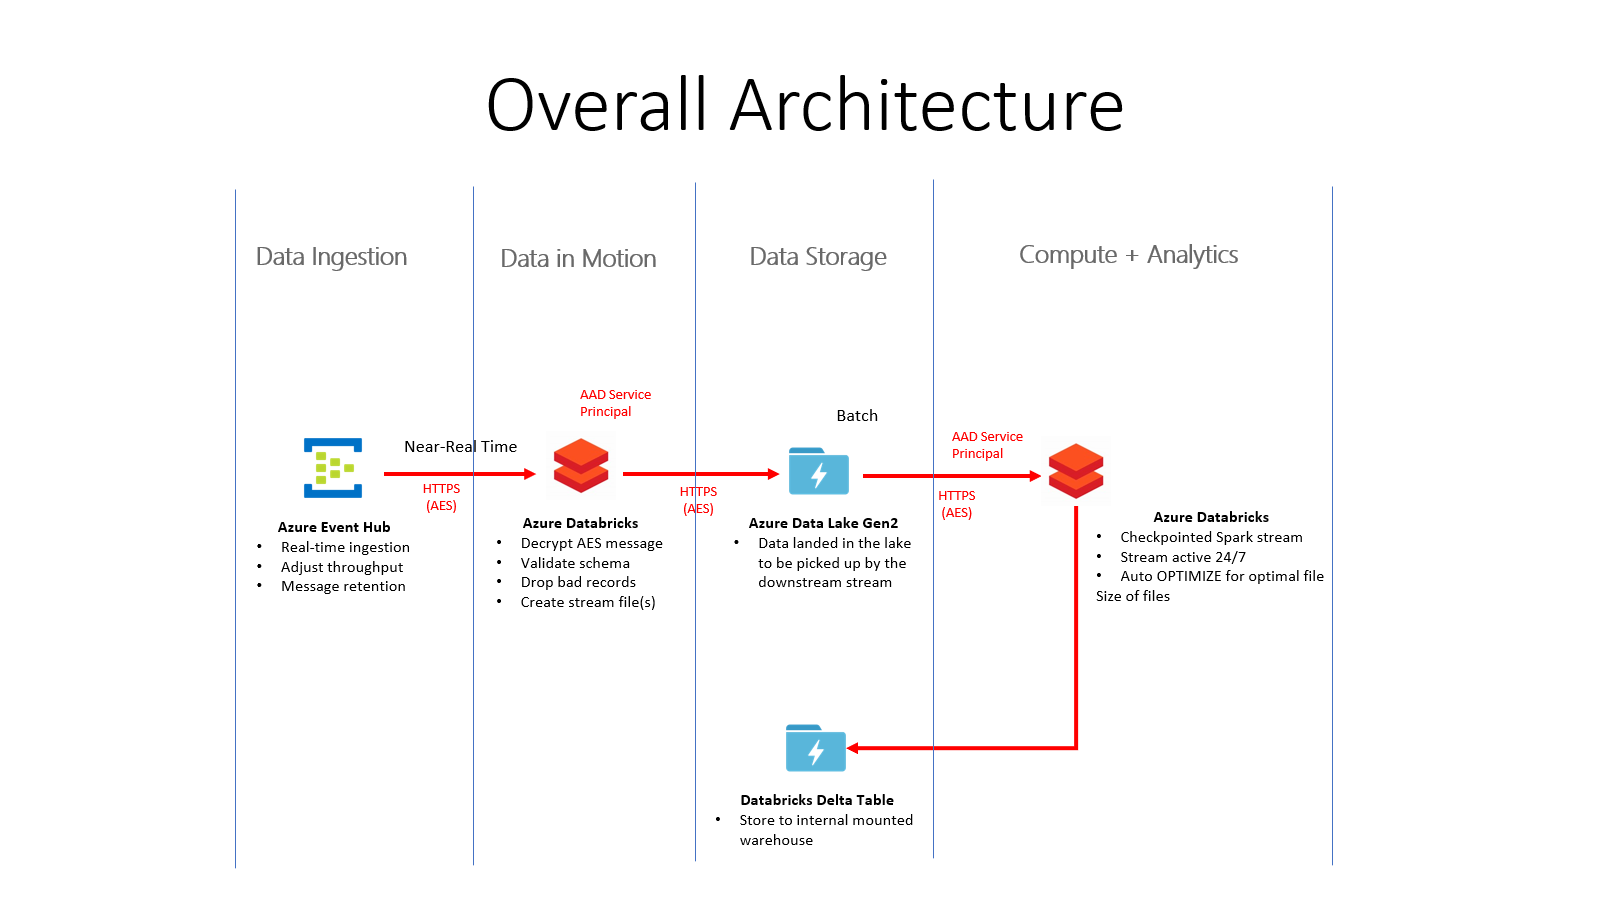 Overall Architecture
Data Ingestion
Data in Motion
Data Storage
Compute + Analytics
Near-Real Time
HTTPS
(AES)
Azure Event Hub
• Real-time ingestion
• Adjust throughput
• Message retention
AAD Service
Principal
HTTPS
(AES)
Azure Databricks
• Decrypt AES message
• Validate schema
• Drop bad records
• Create stream file(s)
Batch
Azure Data Lake Gen2
• Data landed in the lake
to be picked up by the
downstream stream
AAD Service
Principal
HTTPS
(AES)
Azure Databricks
• Checkpointed Spark stream
• Stream active 24/7
• Auto OPTIMIZE for optimal file
Size of files
Databricks Delta Table
• Store to internal mounted
warehouse